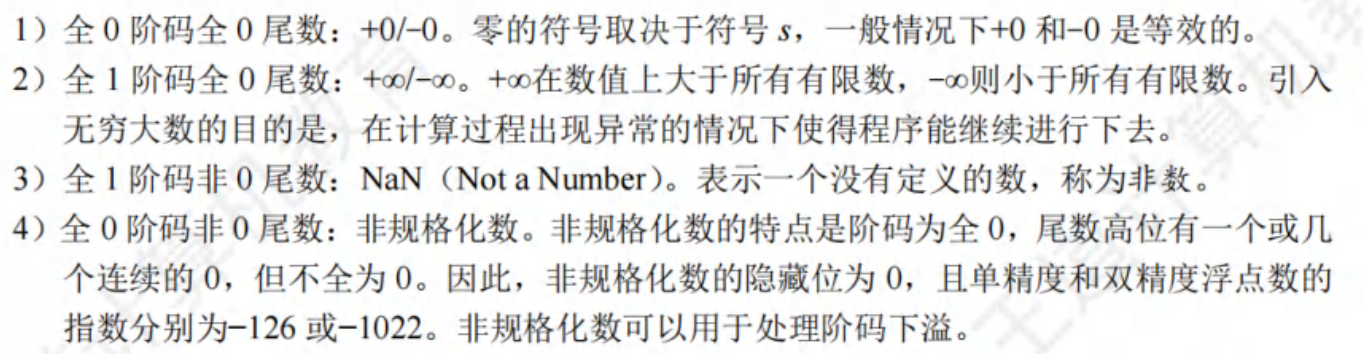 1）全 0 阶码全 0 尾数：+0/−0。零的符号取决于符号 s，一般情况下+0 和−0 是等效的。
2）全 1 阶码全 0 尾数：+∞/−∞。+∞在数值上大于所有有限数，−∞则小于所有有限数。引入
无穷大数的目的是，在计算过程出现异常的情况下使得程序能继续进行下去。
3）全 1 阶码非 0 尾数：NaN（Not a Number）。表示一个没有定义的数，称为非数。
4）全 0 阶码非 0 尾数：非规格化数。非规格化数的特点是阶码为全 0，尾数高位有一个或几
个连续的 0，但不全为 0。因此，非规格化数的隐藏位为 0，且单精度和双精度浮点数的
指数分别为−126 或−1022。非规格化数可以用于处理阶码下溢。